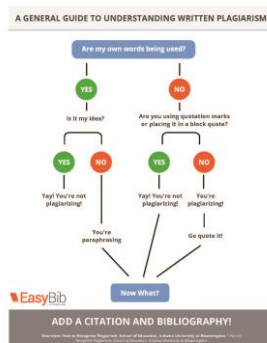 A GENERAL GUIDE TO UNDERSTANDING WRITTEN PLAGIARISM
Are my own words being used?
YES
NO
Is it my idea?
Are you using quotation marks
or placing it in a block quote?
YES
NO
YES
NO
Yay! You're not
plagiarizing!
Yay! You're not
plagiarizing!
You're
plagiarizing!
You're
paraphrasing
Go quote it!
Now What?
EasyBib
ADD A CITATION AND BIBLIOGRAPHY!